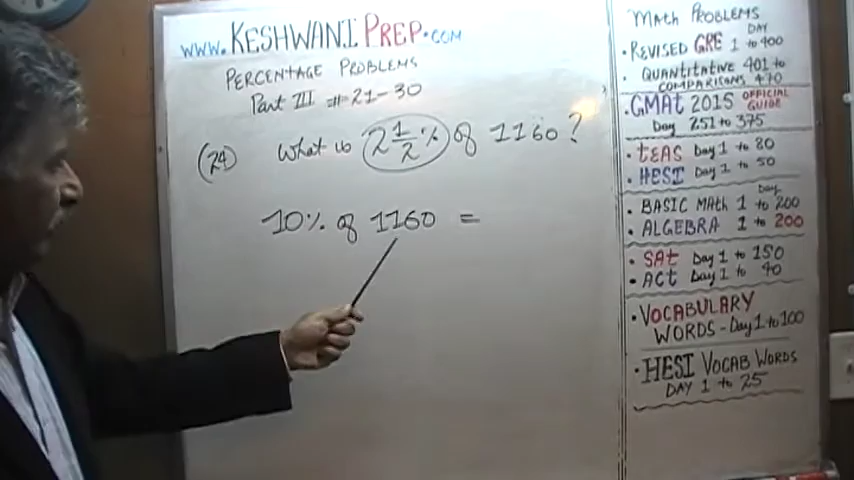 www.KESHWANI PREP.COM
PERCENTAGE PROBLEMS
Part III #21-30
(24) What is 2 1/2 % of 1160?
10% of 1160 =
MATH PROBLEMS
• REVISED GRE DAY 1 to 400
• QUANTITATIVE 401 to
COMPARISONS 470
• GMAT 2015 OFFICIAL GUIDE
Day 251 to 375
• TEAS Day 1 to 80
• HESI Day 1 to 50
• BASIC MATH Day 1 to 200
• ALGEBRA 1 to 200
• SAt Day 1 to 150
• ACt Day 1 to 40
• VOCABULARY
WORDS - Day 1 to 100
• HESI VOCAB WORDS
DAY 1 to 25